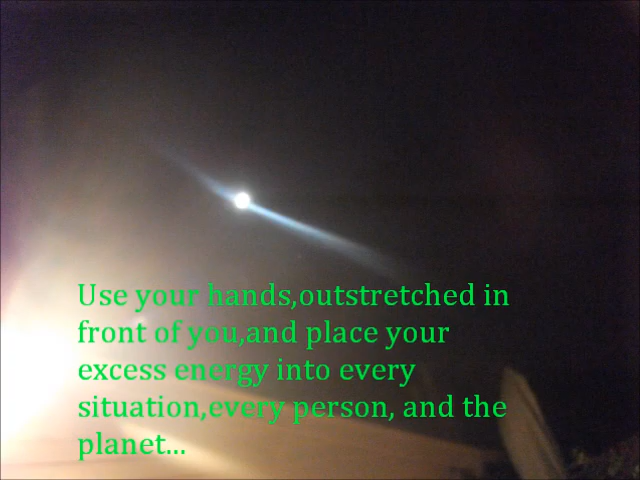 Use your hands,outstretched in
front of you,and place your
excess energy into every
situation,every person, and the
planet...